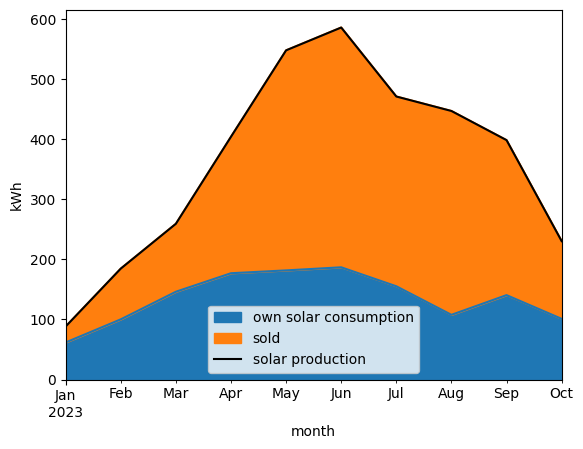 600
500
400
300
200
100
0
kWh
own solar consumption
sold
solar production
Jan Feb Mar Apr May Jun Jul Aug Sep Oct
2023
month